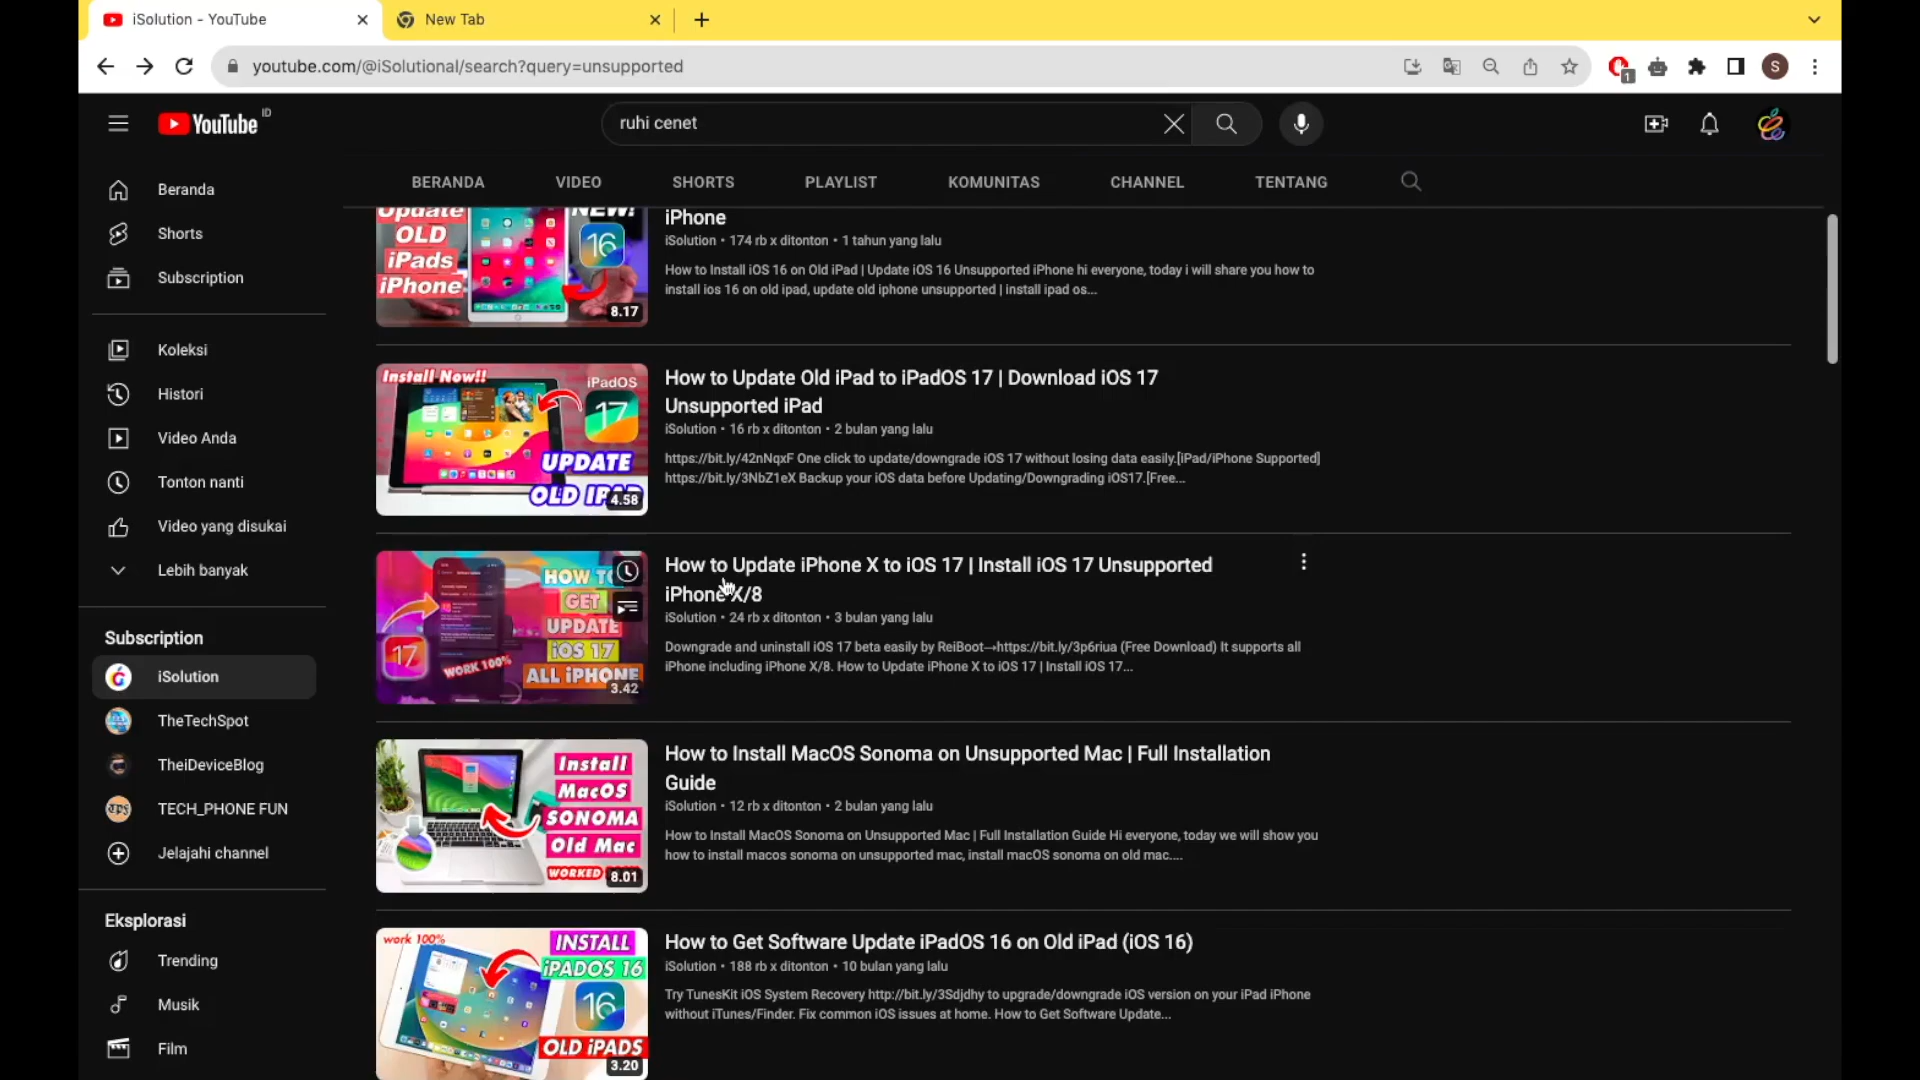 iSolution - YouTube
New Tab
youtube.com/@iSolutional/search?query=unsupported
1
S
YouTube ID
ruhi cenet
BERANDA VIDEO SHORTS PLAYLIST KOMUNITAS CHANNEL TENTANG
Beranda
Shorts
Subscription
Koleksi
Histori
Video Anda
Tonton nanti
Video yang disukai
Lebih banyak
Subscription
iSolution
TheTechSpot
TheiDeviceBlog
TECH_PHONE FUN
Jelajahi channel
Eksplorasi
Trending
Musik
Film
Update
OLD
iPads
iPhone
NEW!
16
8.17
iPhone
iSolution • 174 rb x ditonton • 1 tahun yang lalu
How to Install iOS 16 on Old iPad | Update iOS 16 Unsupported iPhone hi everyone, today i will share you how to
install ios 16 on old ipad, update old iphone unsupported | install ipad os...
Install Now!!
iPadOS
17
UPDATE
OLD IPAD
4.58
How to Update Old iPad to iPadOS 17 | Download iOS 17
Unsupported iPad
iSolution • 16 rb x ditonton • 2 bulan yang lalu
https://bit.ly/42nNqxF One click to update/downgrade iOS 17 without losing data easily.[iPad/iPhone Supported]
https://bit.ly/3NbZ1eX Backup your iOS data before Updating/Downgrading iOS17.[Free...
HOW TO
GET
UPDATE
iOS 17
ALL iPHONE
17
WORK 100%
3.42
How to Update iPhone X to iOS 17 | Install iOS 17 Unsupported
iPhone X/8
iSolution • 24 rb x ditonton • 3 bulan yang lalu
Downgrade and uninstall iOS 17 beta easily by ReiBoot→https://bit.ly/3p6riua (Free Download) It supports all
iPhone including iPhone X/8. How to Update iPhone X to iOS 17 | Install iOS 17...
Install
MacOS
SONOMA
Old Mac
WORKED
8.01
How to Install MacOS Sonoma on Unsupported Mac | Full Installation
Guide
iSolution • 12 rb x ditonton • 2 bulan yang lalu
How to Install MacOS Sonoma on Unsupported Mac | Full Installation Guide Hi everyone, today we will show you
how to install macos sonoma on unsupported mac, install macOS sonoma on old mac....
work 100%
INSTALL
iPADOS 16
16
OLD iPADS
3.20
How to Get Software Update iPadOS 16 on Old iPad (iOS 16)
iSolution • 188 rb x ditonton • 10 bulan yang lalu
Try TunesKit iOS System Recovery http://bit.ly/3Sdjdhy to upgrade/downgrade iOS version on your iPad iPhone
without iTunes/Finder. Fix common iOS issues at home. How to Get Software Update...